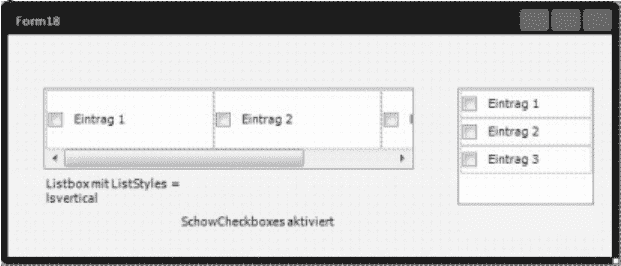 Form18
Eintrag 1
Eintrag 2
Eintrag 1
Eintrag 2
Eintrag 3
Listbox mit ListStyles =
lsvertical
SchowCheckboxes aktiviert